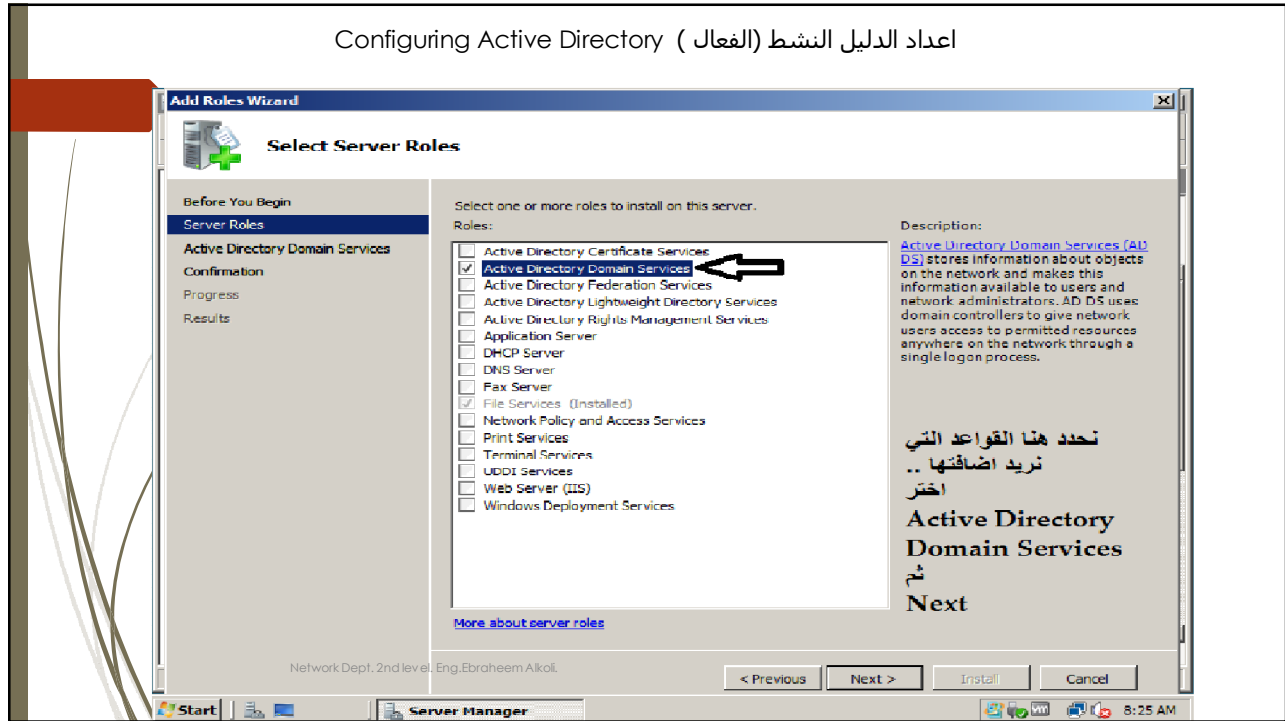 اعداد الدليل النشط (الفعال ) Configuring Active Directory
Add Roles Wizard
Select Server Roles
Before You Begin
Server Roles
Active Directory Domain Services
Confirmation
Progress
Results
Select one or more roles to install on this server.
Roles:
Active Directory Certificate Services
Active Directory Domain Services
Active Directory Federation Services
Active Directory Lightweight Directory Services
Active Directory Rights Management Services
Application Server
DHCP Server
DNS Server
Fax Server
File Services (Installed)
Network Policy and Access Services
Print Services
Terminal Services
UDDI Services
Web Server (IIS)
Windows Deployment Services
More about server roles
Description:
Active Directory Domain Services (AD
DS) stores information about objects
on the network and makes this
information available to users and
network administrators. AD DS uses
domain controllers to give network
users access to permitted resources
anywhere on the network through a
single logon process.
نحدد هنا القواعد التي
نريد اضافتها ..
اختر
Active Directory
Domain Services
ثم
Next
Network Dept. 2nd level. Eng.Ebraheem Alkoli.
< Previous
Next >
Install
Cancel
Start
Server Manager
8:25 AM